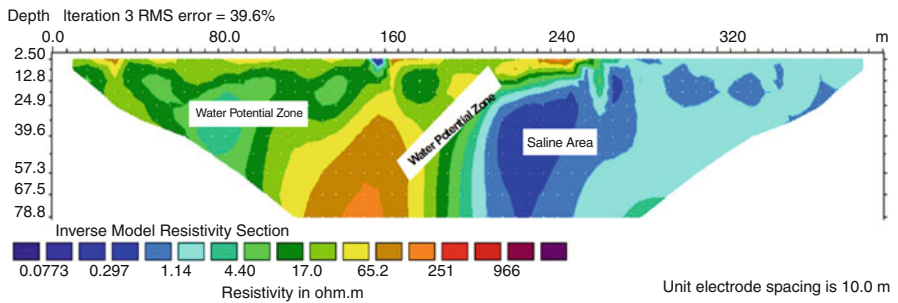 Depth Iteration 3 RMS error = 39.6%
0.0 80.0 160 240 320 m
2.50
12.8
24.9
39.6
57.3
67.5
78.8
Water Potential Zone
Water Potential Zone
Saline Area
Inverse Model Resistivity Section
0.0773 0.297 1.14 4.40 17.0 65.2 251 966
Resistivity in ohm.m
Unit electrode spacing is 10.0 m